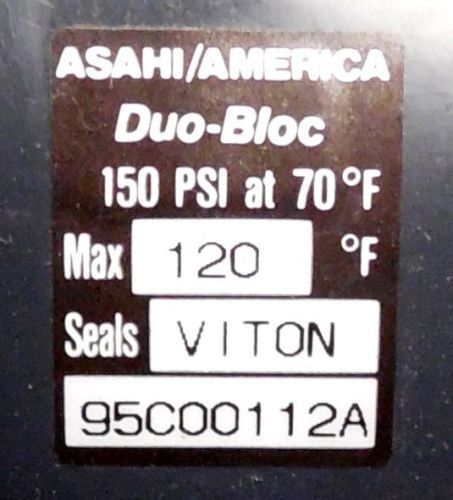 ASAHI/AMERICA
Duo-Bloc
150 PSI at 70°F
Max 120 °F
Seals VITON
95C00112A